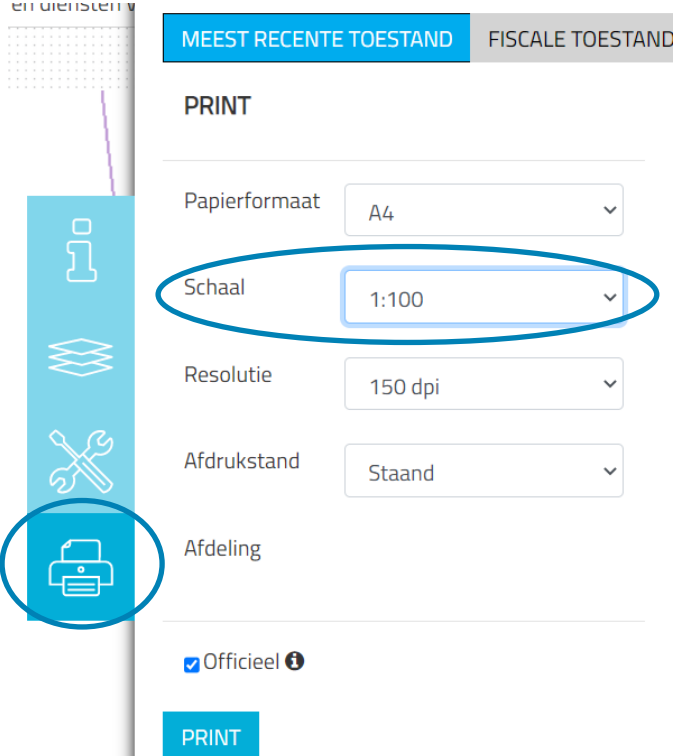 en diensten
MEEST RECENTE TOESTAND
FISCALE TOESTAND
PRINT
Papierformaat
A4
Schaal
1:100
Resolutie
150 dpi
Afdrukstand
Staand
Afdeling
Officieel
PRINT